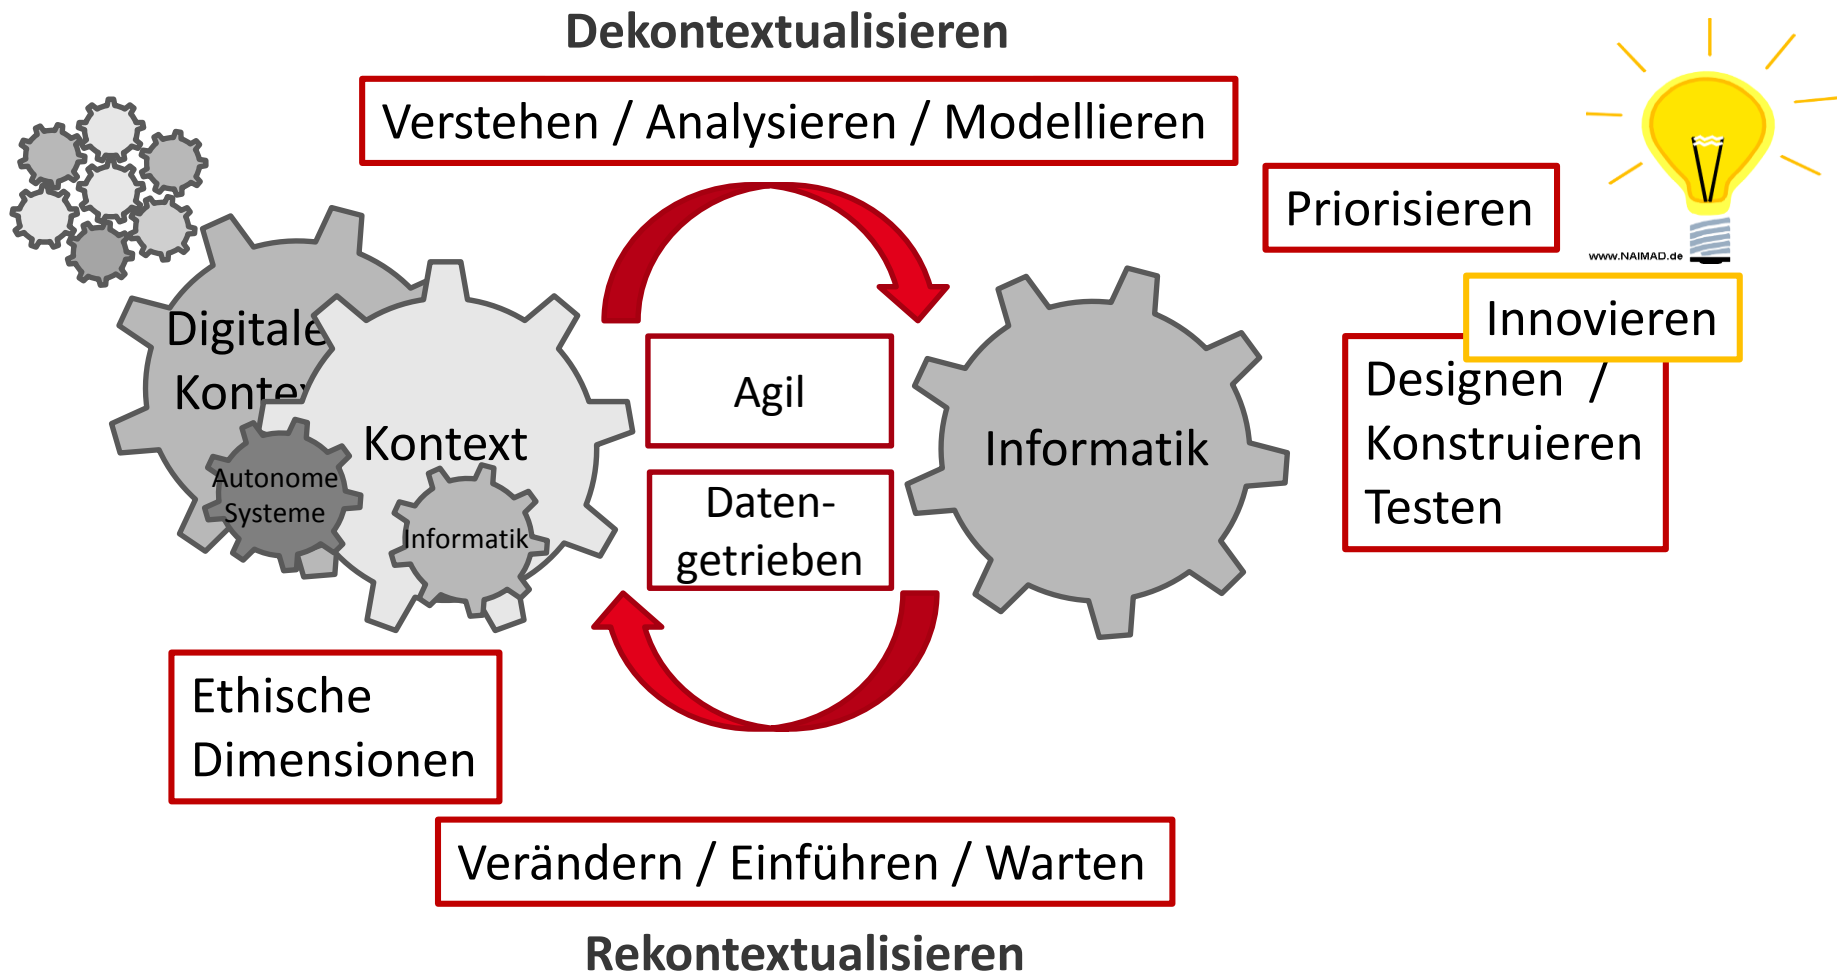 Dekontextualisieren
Verstehen / Analysieren / Modellieren
Priorisieren
www.NAIMAD.de
Innovieren
Digitale
Kontex
Kontext
Autonome
Systeme
Informatik
Agil
Daten-
getrieben
Informatik
Designen /
Konstruieren
Testen
Ethische
Dimensionen
Verändern / Einführen / Warten
Rekontextualisieren